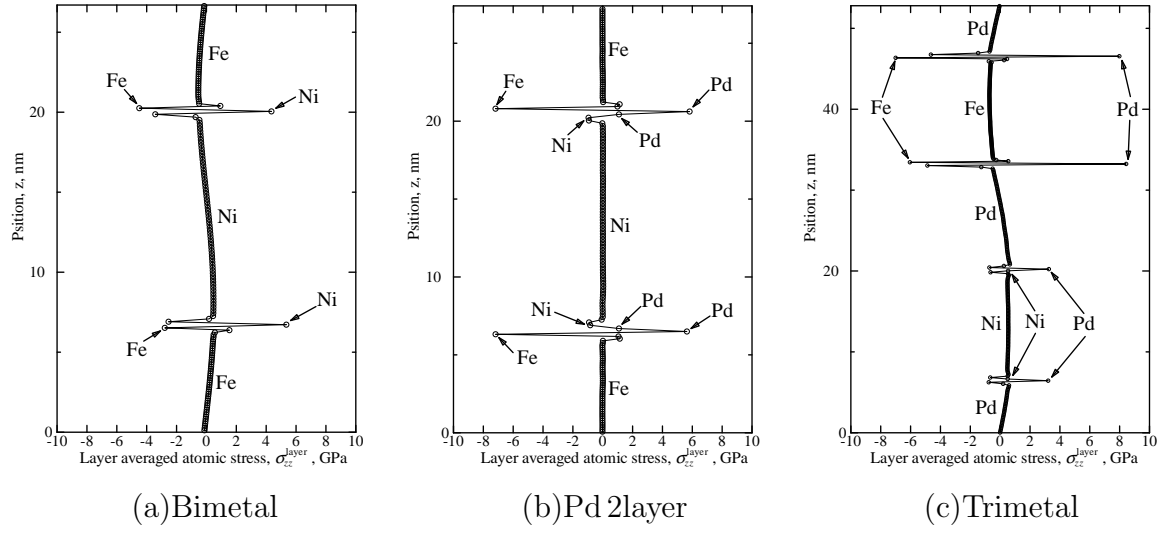 Fe
Fe
Ni
Ni
Ni
Fe
Fe
20
10
0
Psition, z, nm
-10 -8 -6 -4 -2 0 2 4 6 8 10
Layer averaged atomic stress, σzz^layer , GPa
(a)Bimetal
Fe
Fe
Pd
Ni
Pd
Ni
Ni
Pd
Pd
Fe
Fe
20
10
0
Psition, z, nm
-10 -8 -6 -4 -2 0 2 4 6 8 10
Layer averaged atomic stress, σzz^layer , GPa
(b)Pd 2layer
Pd
Fe
Fe
Pd
Pd
Ni
Ni
Pd
Pd
40
20
0
Psition, z, nm
-10 -8 -6 -4 -2 0 2 4 6 8 10
Layer averaged atomic stress, σzz^layer , GPa
(c)Trimetal